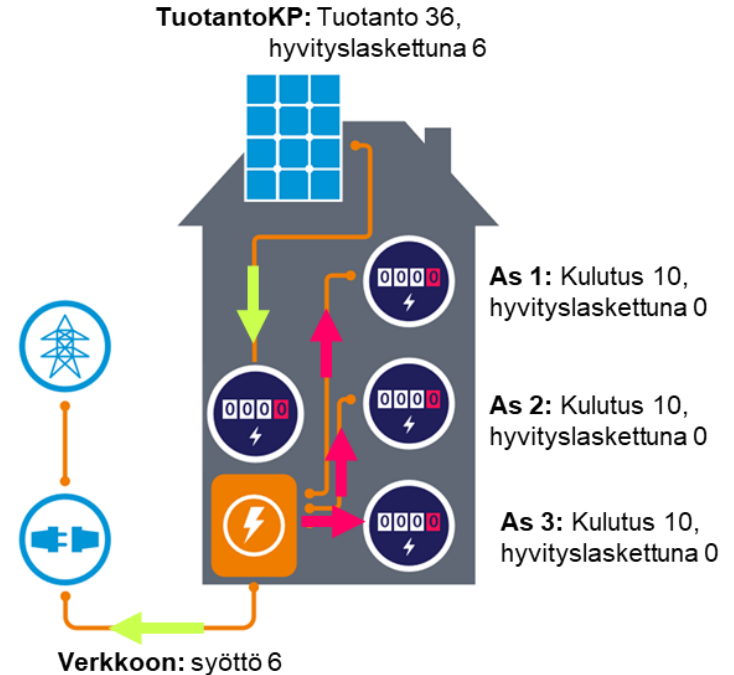 TuotantoKP: Tuotanto 36,
hyvityslaskettuna 6
0000
As 1: Kulutus 10,
hyvityslaskettuna 0
0000
As 2: Kulutus 10,
hyvityslaskettuna 0
0000
0000
As 3: Kulutus 10,
hyvityslaskettuna 0
Verkkoon: syöttö 6